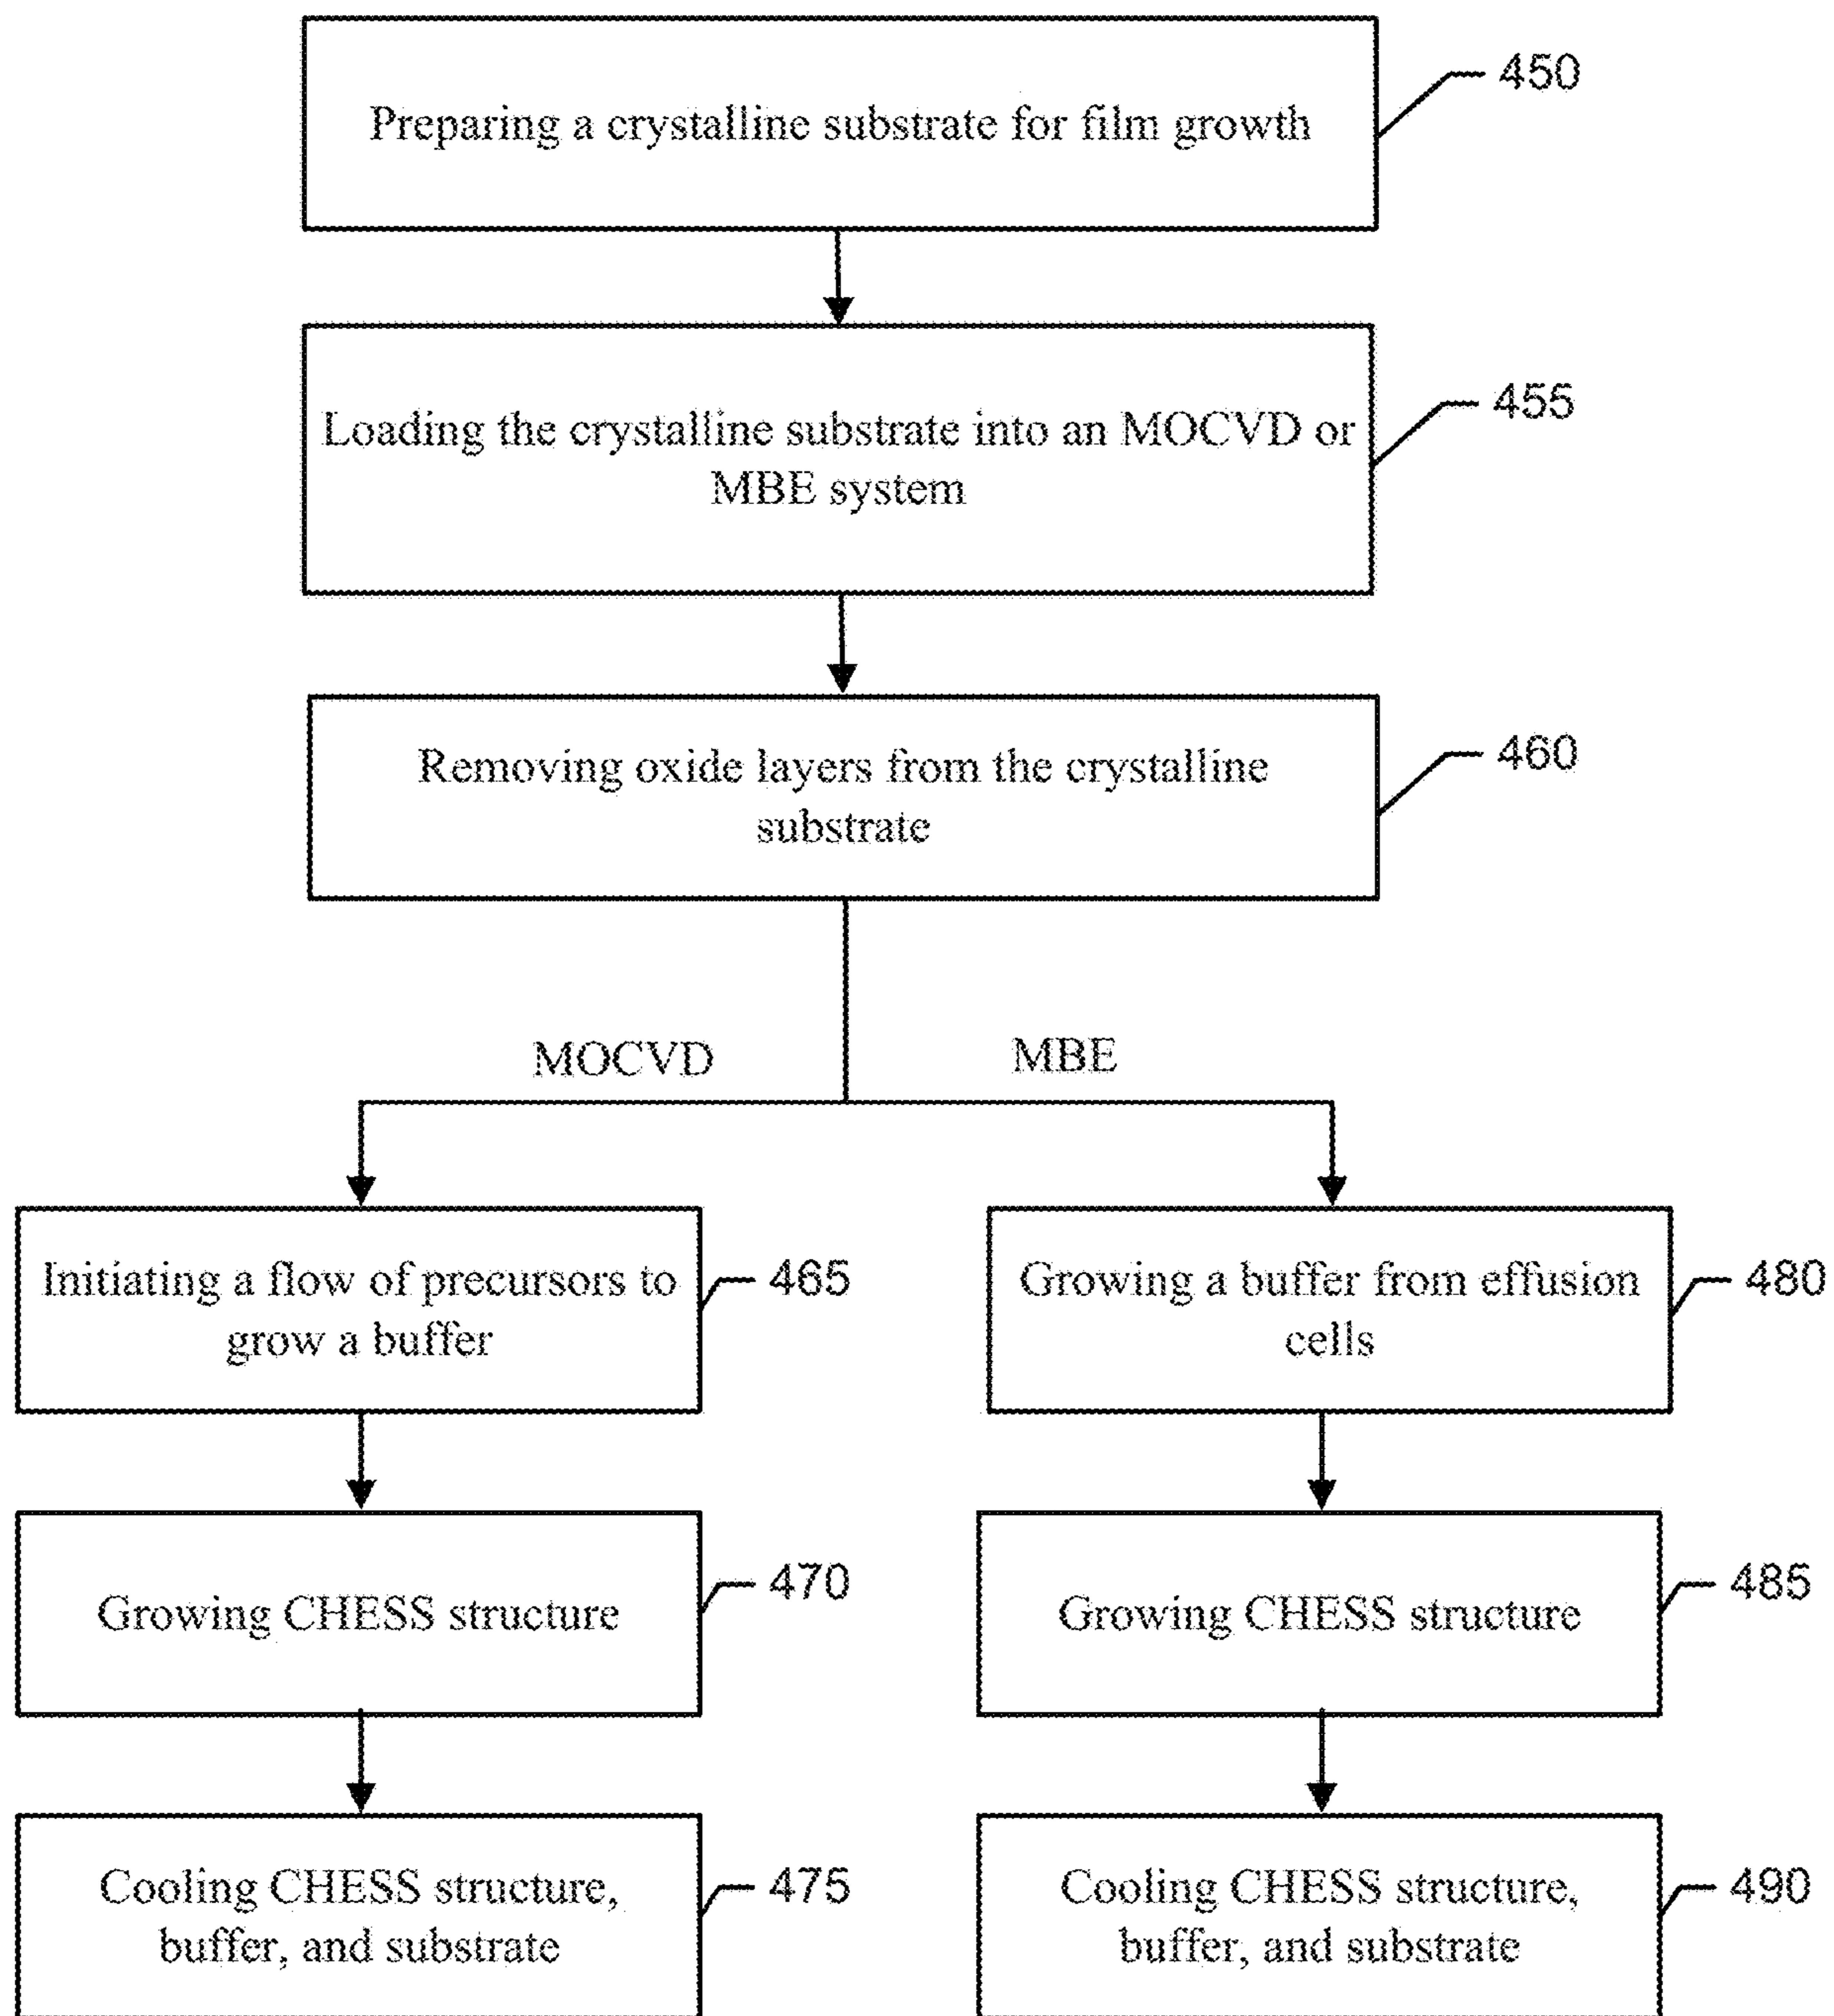 Preparing a crystalline substrate for film growth
450
Loading the crystalline substrate into an MOCVD or
MBE system
455
Removing oxide layers from the crystalline
substrate
460
MOCVD
MBE
Initiating a flow of precursors to
grow a buffer
465
Growing a buffer from effusion
cells
480
Growing CHESS structure
470
Growing CHESS structure
485
Cooling CHESS structure,
buffer, and substrate
475
Cooling CHESS structure,
buffer, and substrate
490